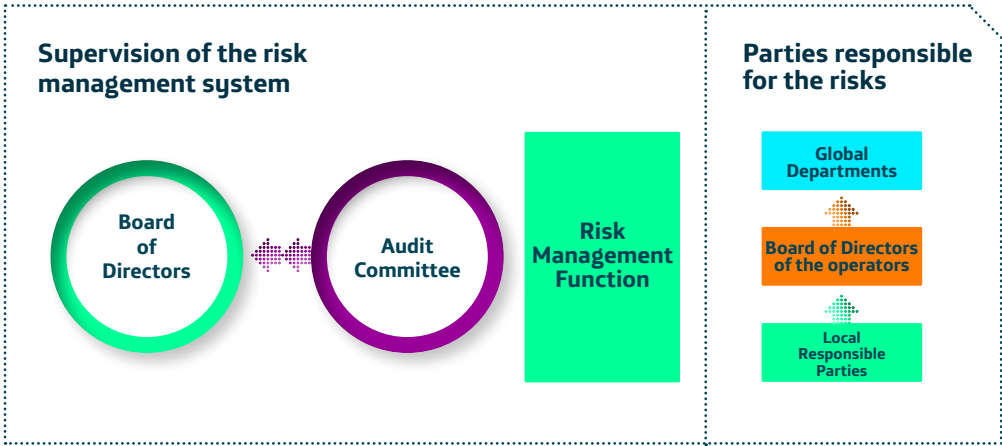 Supervision of the risk
management system
Board
of
Directors
Audit
Committee
Risk
Management
Function
Parties responsible
for the risks
Global
Departments
Board of Directors
of the operators
Local
Responsible
Parties